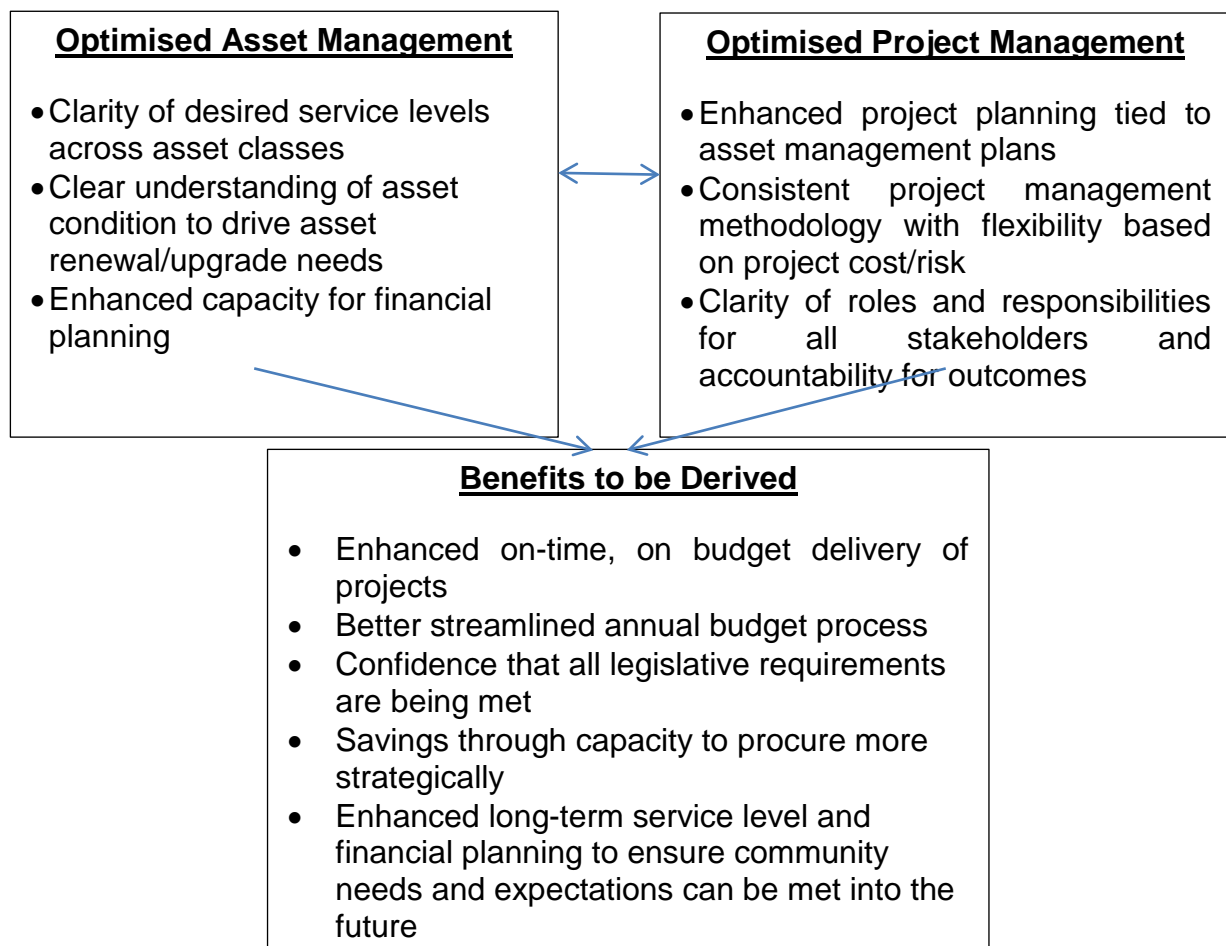 Optimised Asset Management
• Clarity of desired service levels
across asset classes
• Clear understanding of asset
condition to drive asset
renewal/upgrade needs
• Enhanced capacity for financial
planning
Optimised Project Management
• Enhanced project planning tied to
asset management plans
• Consistent project management
methodology with flexibility based
on project cost/risk
• Clarity of roles and responsibilities
for all stakeholders and
accountability for outcomes
Benefits to be Derived
• Enhanced on-time, on budget delivery of
projects
• Better streamlined annual budget process
• Confidence that all legislative requirements
are being met
• Savings through capacity to procure more
strategically
• Enhanced long-term service level and
financial planning to ensure community
needs and expectations can be met into the
future